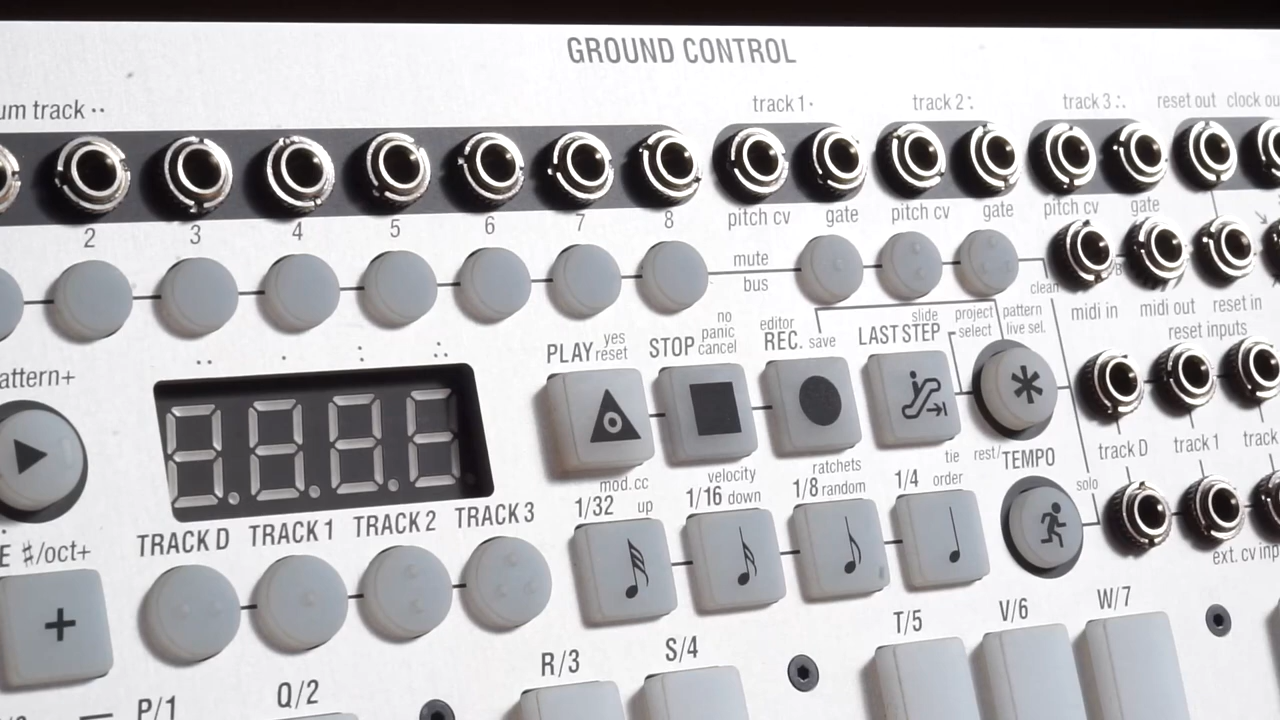 GROUND CONTROL
um track
track 1
track 2
track 3
reset out
clock ou
2
3
4
5
6
7
8
pitch cv
gate
pitch cv
gate
pitch cv
gate
mute
bus
clean
midi in
midi out
reset in
reset inputs
attern+
PLAY yes reset
STOP no panic cancel
editor REC. save
slide
LAST STEP
project select
pattern live sel.
track D
track 1
track
TRACK D
TRACK 1
TRACK 2
TRACK 3
mod.cc
1/32 up
velocity
1/16 down
ratchets
1/8 random
tie
1/4 order
rest/
TEMPO
solo
ext. cv inp
E ♯/oct+
+
P/1
Q/2
R/3
S/4
T/5
V/6
W/7